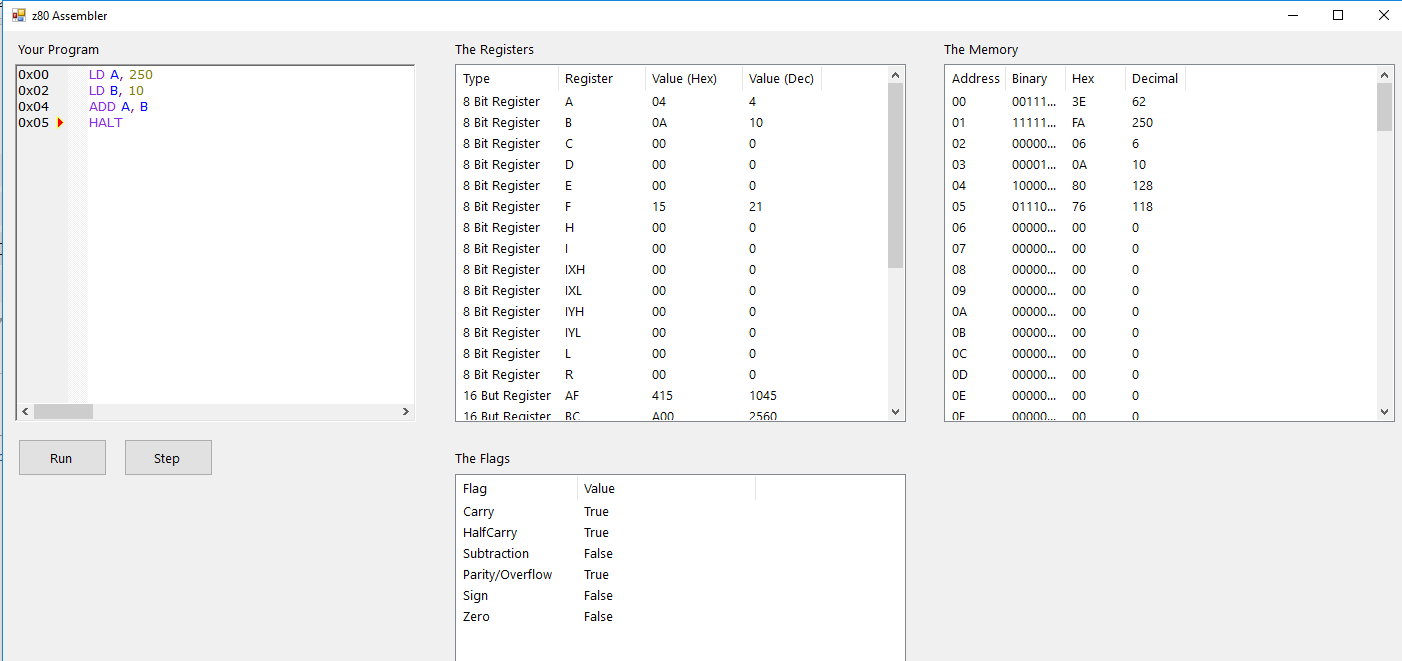 z80 Assembler
Your Program
0x00 LD A, 250
0x02 LD B, 10
0x04 ADD A, B
0x05 HALT
Run Step
The Registers
Type Register Value (Hex) Value (Dec)
8 Bit Register A 04 4
8 Bit Register B 0A 10
8 Bit Register C 00 0
8 Bit Register D 00 0
8 Bit Register E 00 0
8 Bit Register F 15 21
8 Bit Register H 00 0
8 Bit Register I 00 0
8 Bit Register IXH 00 0
8 Bit Register IXL 00 0
8 Bit Register IYH 00 0
8 Bit Register IYL 00 0
8 Bit Register L 00 0
8 Bit Register R 00 0
16 But Register AF 415 1045
16 But Register BC A00 2560
The Flags
Flag Value
Carry True
HalfCarry True
Subtraction False
Parity/Overflow True
Sign False
Zero False
The Memory
Address Binary Hex Decimal
00 00111... 3E 62
01 11111... FA 250
02 00000... 06 6
03 00001... 0A 10
04 10000... 80 128
05 01110... 76 118
06 00000... 00 0
07 00000... 00 0
08 00000... 00 0
09 00000... 00 0
0A 00000... 00 0
0B 00000... 00 0
0C 00000... 00 0
0D 00000... 00 0
0E 00000... 00 0
0F 00000... 00 0